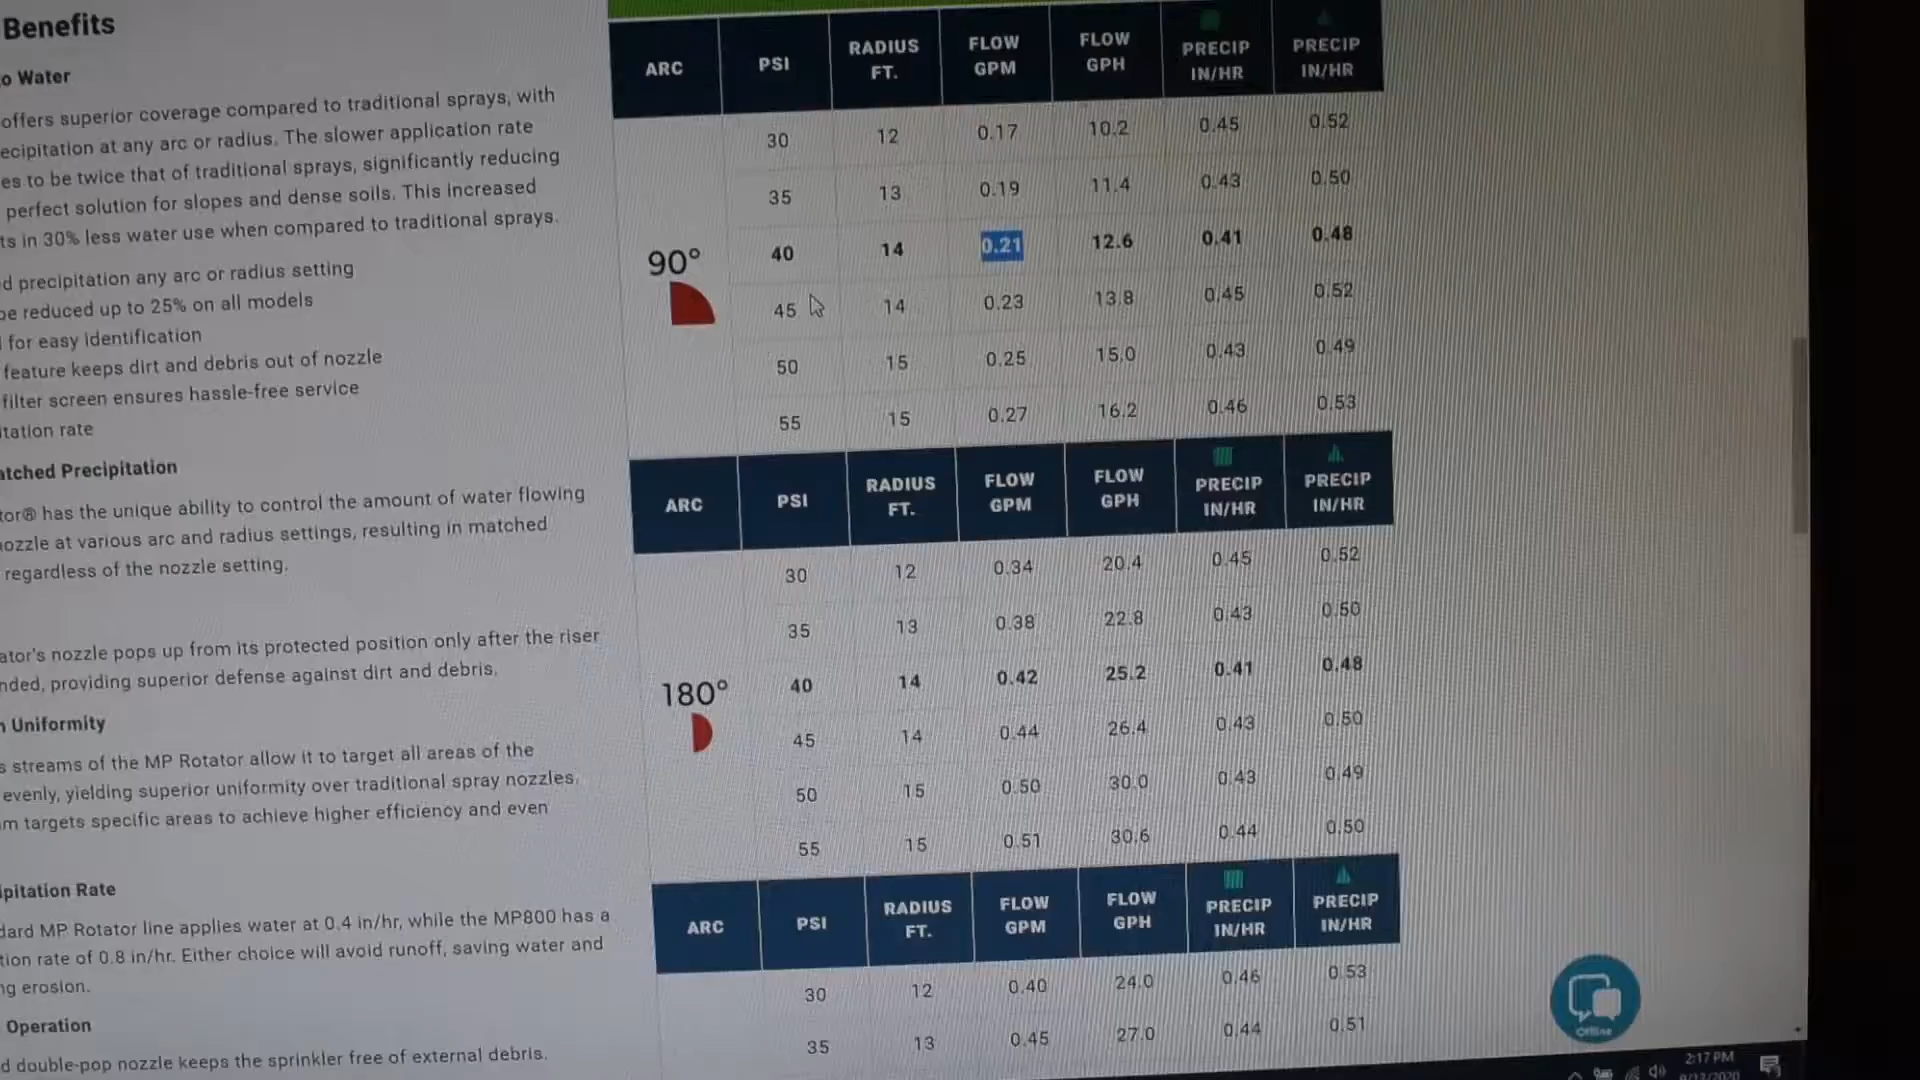 Benefits
o Water
offers superior coverage compared to traditional sprays, with
ecipitation at any arc or radius. The slower application rate
es to be twice that of traditional sprays, significantly reducing
perfect solution for slopes and dense soils. This increased
ts in 30% less water use when compared to traditional sprays.
d precipitation any arc or radius setting
be reduced up to 25% on all models
for easy identification
feature keeps dirt and debris out of nozzle
filter screen ensures hassle-free service
itation rate
atched Precipitation
tor® has the unique ability to control the amount of water flowing
nozzle at various arc and radius settings, resulting in matched
regardless of the nozzle setting.
ator's nozzle pops up from its protected position only after the riser
nded, providing superior defense against dirt and debris.
n Uniformity
s streams of the MP Rotator allow it to target all areas of the
evenly, yielding superior uniformity over traditional spray nozzles.
m targets specific areas to achieve higher efficiency and even
ipitation Rate
dard MP Rotator line applies water at 0.4 in/hr, while the MP800 has a
tion rate of 0.8 in/hr. Either choice will avoid runoff, saving water and
ng erosion.
Operation
d double-pop nozzle keeps the sprinkler free of external debris.
ARC PSI RADIUS FT. FLOW GPM FLOW GPH PRECIP IN/HR PRECIP IN/HR
30 12 0.17 10.2 0.45 0.52
35 13 0.19 11.4 0.43 0.50
90° 40 14 0.21 12.6 0.41 0.48
45 14 0.23 13.8 0.45 0.52
50 15 0.25 15.0 0.43 0.49
55 15 0.27 16.2 0.46 0.53
ARC PSI RADIUS FT. FLOW GPM FLOW GPH PRECIP IN/HR PRECIP IN/HR
30 12 0.34 20.4 0.45 0.52
35 13 0.38 22.8 0.43 0.50
180° 40 14 0.42 25.2 0.41 0.48
45 14 0.44 26.4 0.43 0.50
50 15 0.50 30.0 0.43 0.49
55 15 0.51 30.6 0.44 0.50
ARC PSI RADIUS FT. FLOW GPM FLOW GPH PRECIP IN/HR PRECIP IN/HR
30 12 0.40 24.0 0.46 0.53
35 13 0.45 27.0 0.44 0.51
Offline
2:17 PM